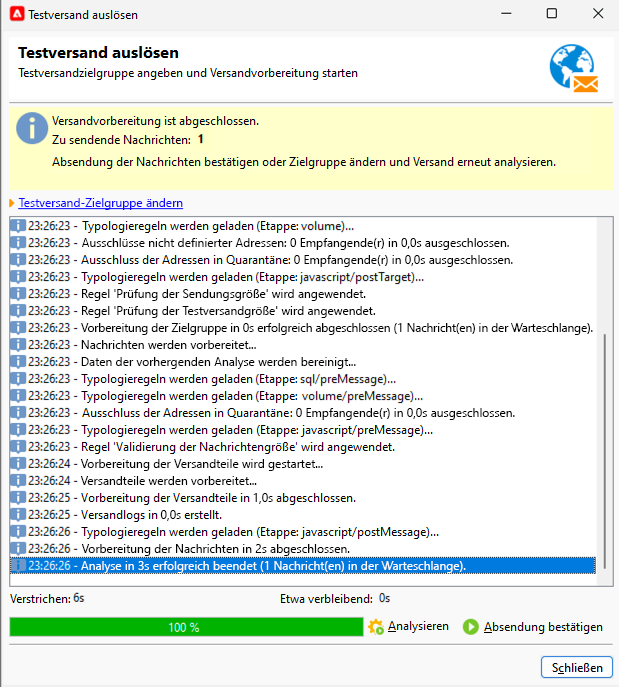 Testversand auslösen
Testversand auslösen
Testversandzielgruppe angeben und Versandvorbereitung starten
Versandvorbereitung ist abgeschlossen.
Zu sendende Nachrichten: 1
Absendung der Nachrichten bestätigen oder Zielgruppe ändern und Versand erneut analysieren.
Testversand-Zielgruppe ändern
23:26:23 - Typologieregeln werden geladen (Etappe: volume)...
23:26:23 - Ausschlüsse nicht definierter Adressen: 0 Empfangende(r) in 0,0s ausgeschlossen.
23:26:23 - Ausschluss der Adressen in Quarantäne: 0 Empfangende(r) in 0,0s ausgeschlossen.
23:26:23 - Typologieregeln werden geladen (Etappe: javascript/postTarget)...
23:26:23 - Regel 'Prüfung der Sendungsgröße' wird angewendet.
23:26:23 - Regel 'Prüfung der Testversandgröße' wird angewendet.
23:26:23 - Vorbereitung der Zielgruppe in 0s erfolgreich abgeschlossen (1 Nachricht(en) in der Warteschlange).
23:26:23 - Nachrichten werden vorbereitet...
23:26:23 - Daten der vorhergenden Analyse werden bereinigt...
23:26:23 - Typologieregeln werden geladen (Etappe: sql/preMessage)...
23:26:23 - Typologieregeln werden geladen (Etappe: volume/preMessage)...
23:26:23 - Ausschluss der Adressen in Quarantäne: 0 Empfangende(r) in 0,0s ausgeschlossen.
23:26:23 - Typologieregeln werden geladen (Etappe: javascript/preMessage)...
23:26:23 - Regel 'Validierung der Nachrichtengröße' wird angewendet.
23:26:24 - Vorbereitung der Versandteile wird gestartet...
23:26:24 - Versandteile werden vorbereitet...
23:26:25 - Vorbereitung der Versandteile in 1,0s abgeschlossen.
23:26:25 - Versandlogs in 0,0s erstellt.
23:26:26 - Typologieregeln werden geladen (Etappe: javascript/postMessage)...
23:26:26 - Vorbereitung der Nachrichten in 2s abgeschlossen.
23:26:26 - Analyse in 3s erfolgreich beendet (1 Nachricht(en) in der Warteschlange).
Verstrichen: 6s Etwa verbleibend: 0s
100 % Analysieren Absendung bestätigen
Schließen